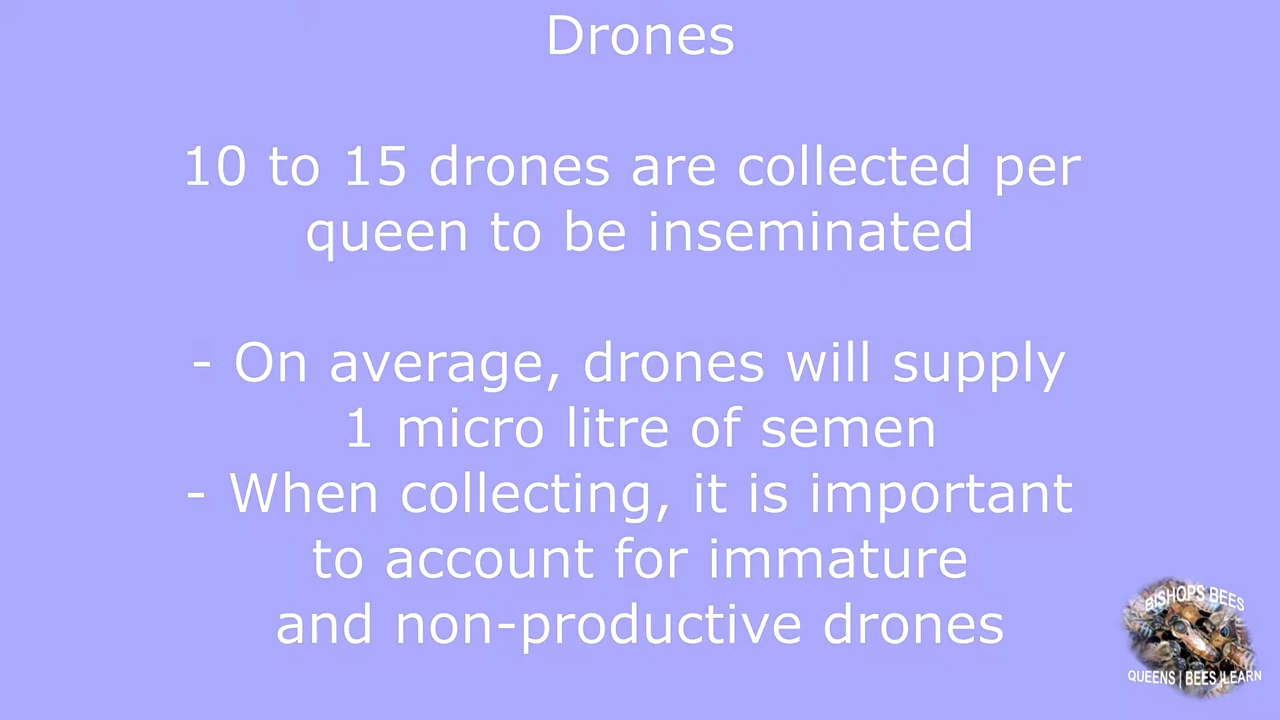 Drones
10 to 15 drones are collected per
queen to be inseminated
- On average, drones will supply
1 micro litre of semen
- When collecting, it is important
to account for immature
and non-productive drones
BISHOPS BEES
QUEENS | BEES |LEARN